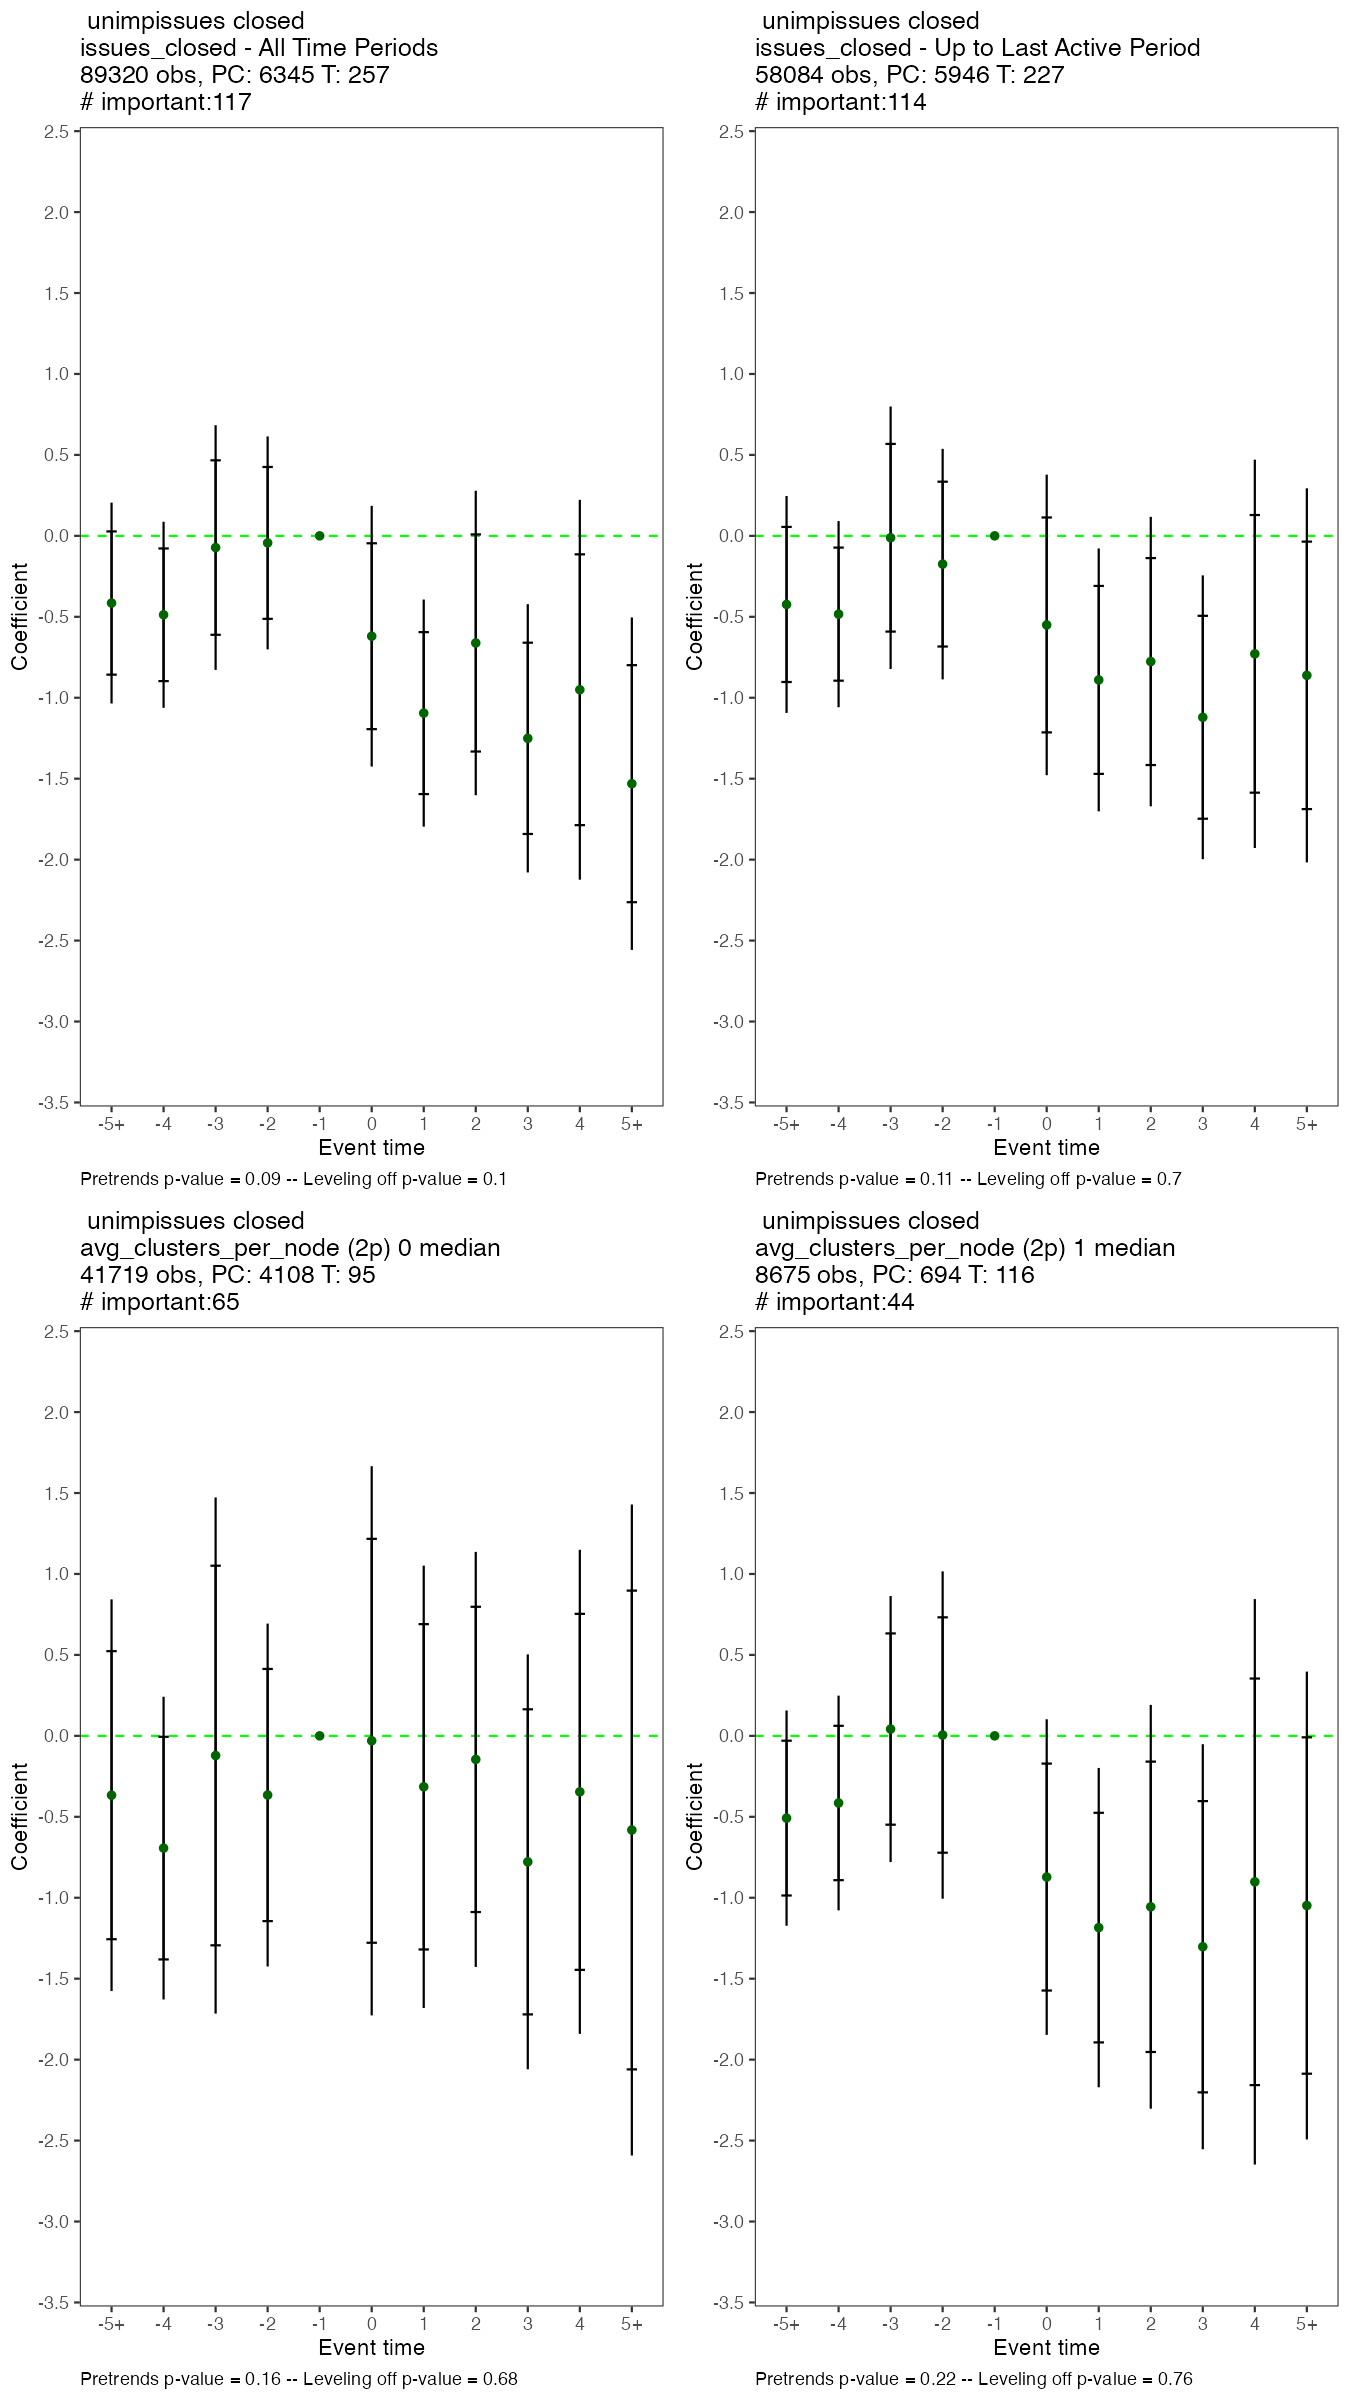 unimpissues closed
issues_closed - All Time Periods
89320 obs, PC: 6345 T: 257
# important:117
2.5
2.0
1.5
1.0
0.5
0.0
-0.5
-1.0
-1.5
-2.0
-2.5
-3.0
-3.5
Coefficient
-5+ -4 -3 -2 -1 0 1 2 3 4 5+
Event time
Pretrends p-value = 0.09 -- Leveling off p-value = 0.1
unimpissues closed
issues_closed - Up to Last Active Period
58084 obs, PC: 5946 T: 227
# important:114
2.5
2.0
1.5
1.0
0.5
0.0
-0.5
-1.0
-1.5
-2.0
-2.5
-3.0
-3.5
Coefficient
-5+ -4 -3 -2 -1 0 1 2 3 4 5+
Event time
Pretrends p-value = 0.11 -- Leveling off p-value = 0.7
unimpissues closed
avg_clusters_per_node (2p) 0 median
41719 obs, PC: 4108 T: 95
# important:65
2.5
2.0
1.5
1.0
0.5
0.0
-0.5
-1.0
-1.5
-2.0
-2.5
-3.0
-3.5
Coefficient
-5+ -4 -3 -2 -1 0 1 2 3 4 5+
Event time
Pretrends p-value = 0.16 -- Leveling off p-value = 0.68
unimpissues closed
avg_clusters_per_node (2p) 1 median
8675 obs, PC: 694 T: 116
# important:44
2.5
2.0
1.5
1.0
0.5
0.0
-0.5
-1.0
-1.5
-2.0
-2.5
-3.0
-3.5
Coefficient
-5+ -4 -3 -2 -1 0 1 2 3 4 5+
Event time
Pretrends p-value = 0.22 -- Leveling off p-value = 0.76